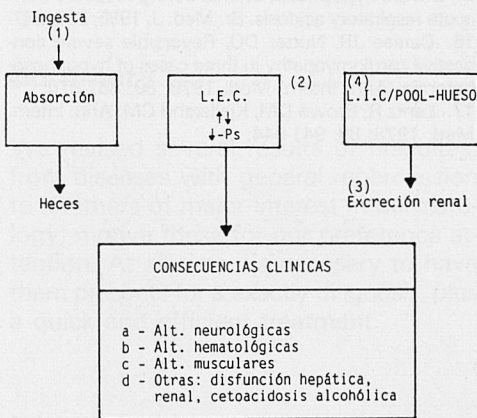 Ingesta
(1)
Absorción
Heces
(2)
L.E.C
↑↓
↓-Ps
(4)
L.I.C/POOL-HUESO
(3)
Excreción renal
CONSECUENCIAS CLINICAS
a - Alt. neurológicas
b - Alt. hematológicas
c - Alt. musculares
d - Otras: disfunción hepática,
renal, cetoacidosis alcohólica